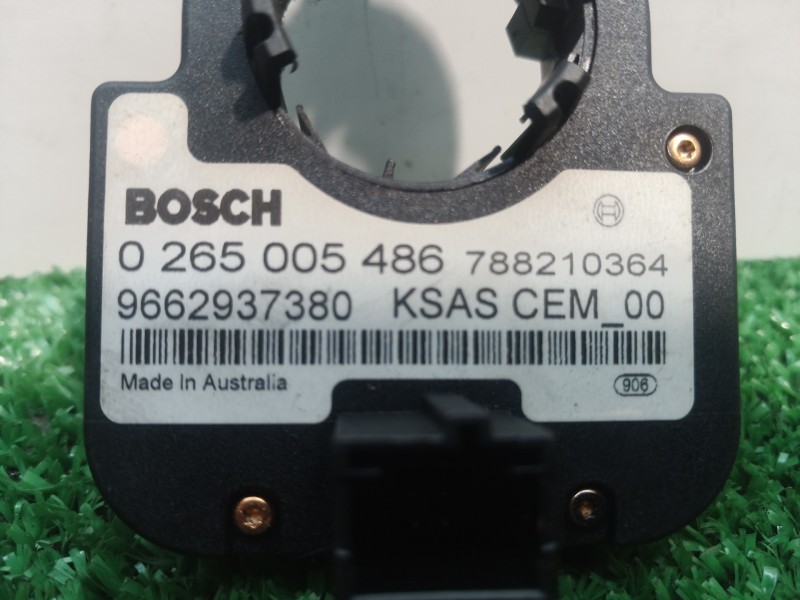 BOSCH
0 265 005 486 788210364
9662937380 KSAS CEM_00
Made In Australia
906